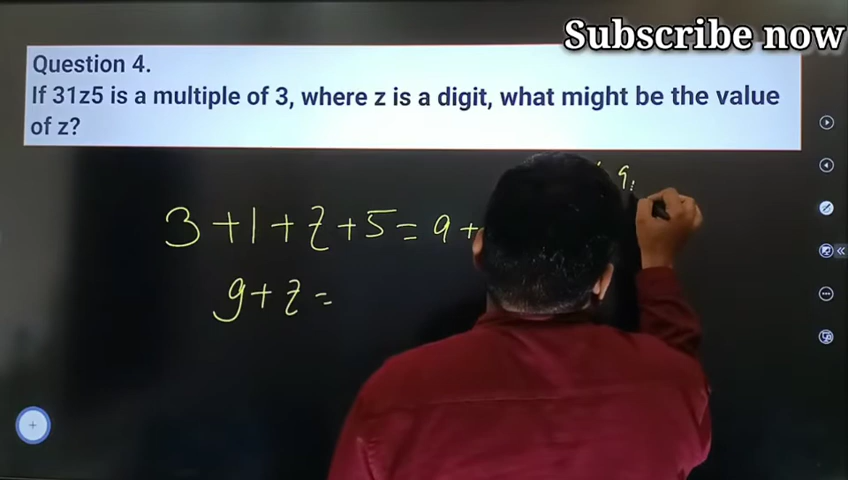 Subscribe now
Question 4.
If 31z5 is a multiple of 3, where z is a digit, what might be the value
of z?
9,
3+1+z+5=9+
9+z=